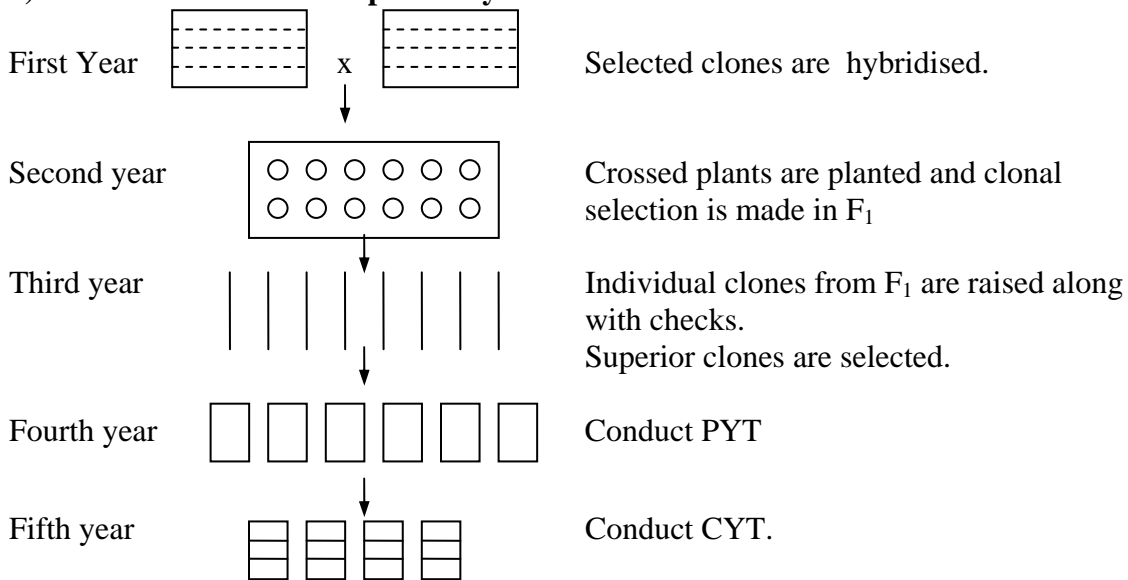 First Year x Selected clones are hybridised.
Second year Crossed plants are planted and clonal
selection is made in F1
Third year Individual clones from F1 are raised along
with checks.
Superior clones are selected.
Fourth year Conduct PYT
Fifth year Conduct CYT.